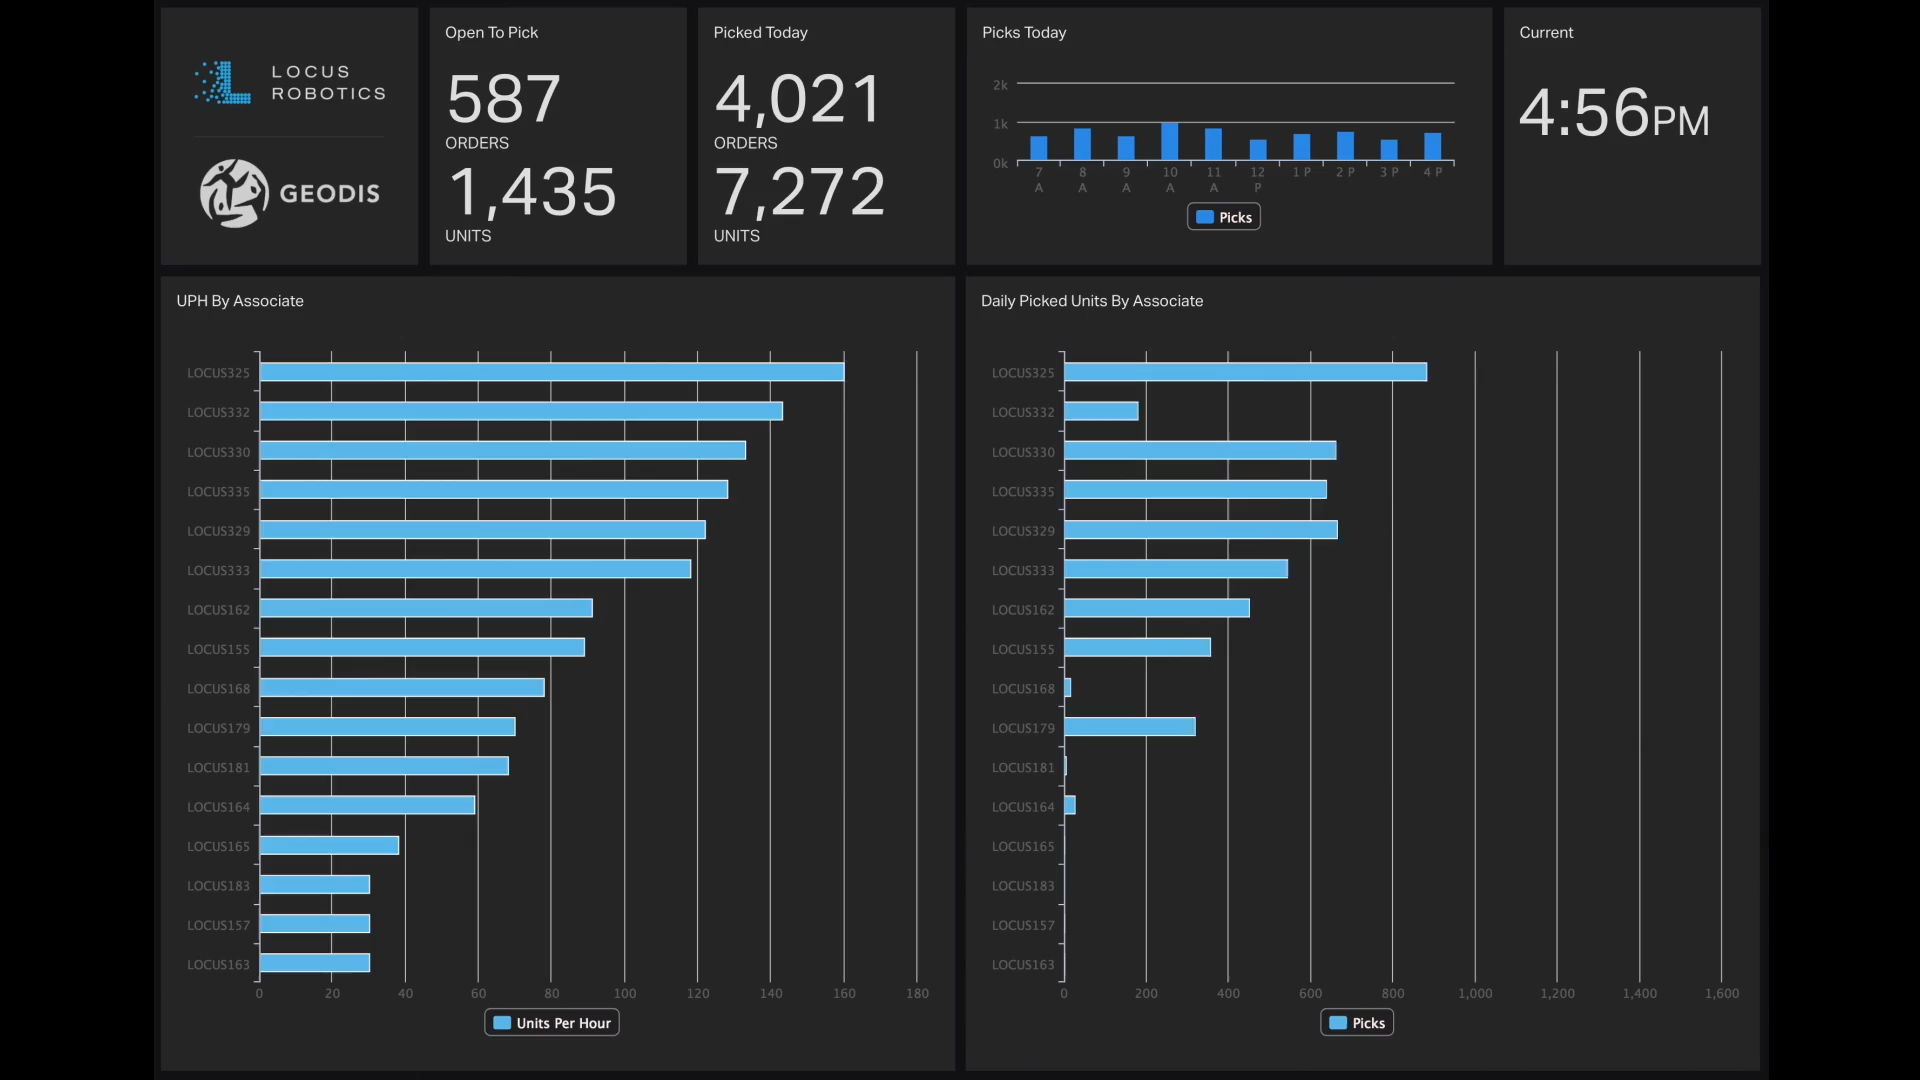 LOCUS
ROBOTICS
GEODIS
Open To Pick
587
ORDERS
1,435
UNITS
Picked Today
4,021
ORDERS
7,272
UNITS
Picks Today
2k
1k
0k
7 A 8 A 9 A 10 A 11 A 12 P 1 P 2 P 3 P 4 P
Picks
Current
4:56PM
UPH By Associate
LOCUS325
LOCUS332
LOCUS330
LOCUS335
LOCUS329
LOCUS333
LOCUS162
LOCUS155
LOCUS168
LOCUS179
LOCUS181
LOCUS164
LOCUS165
LOCUS183
LOCUS157
LOCUS163
0 20 40 60 80 100 120 140 160 180
Units Per Hour
Daily Picked Units By Associate
LOCUS325
LOCUS332
LOCUS330
LOCUS335
LOCUS329
LOCUS333
LOCUS162
LOCUS155
LOCUS168
LOCUS179
LOCUS181
LOCUS164
LOCUS165
LOCUS183
LOCUS157
LOCUS163
0 200 400 600 800 1,000 1,200 1,400 1,600
Picks